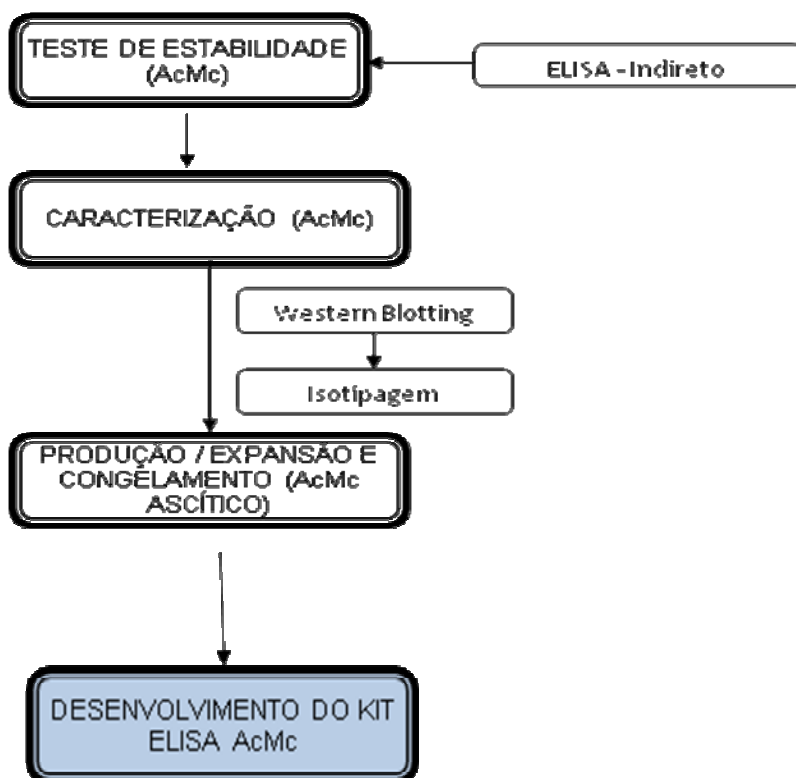 TESTE DE ESTABILIDADE
(AcMc)
ELISA - Indireto
CARACTERIZAÇÃO (AcMc)
Western Blotting
Isotipagem
PRODUÇÃO / EXPANSÃO E
CONGELAMENTO (AcMc
ASCÍTICO)
DESENVOLVIMENTO DO KIT
ELISA AcMc